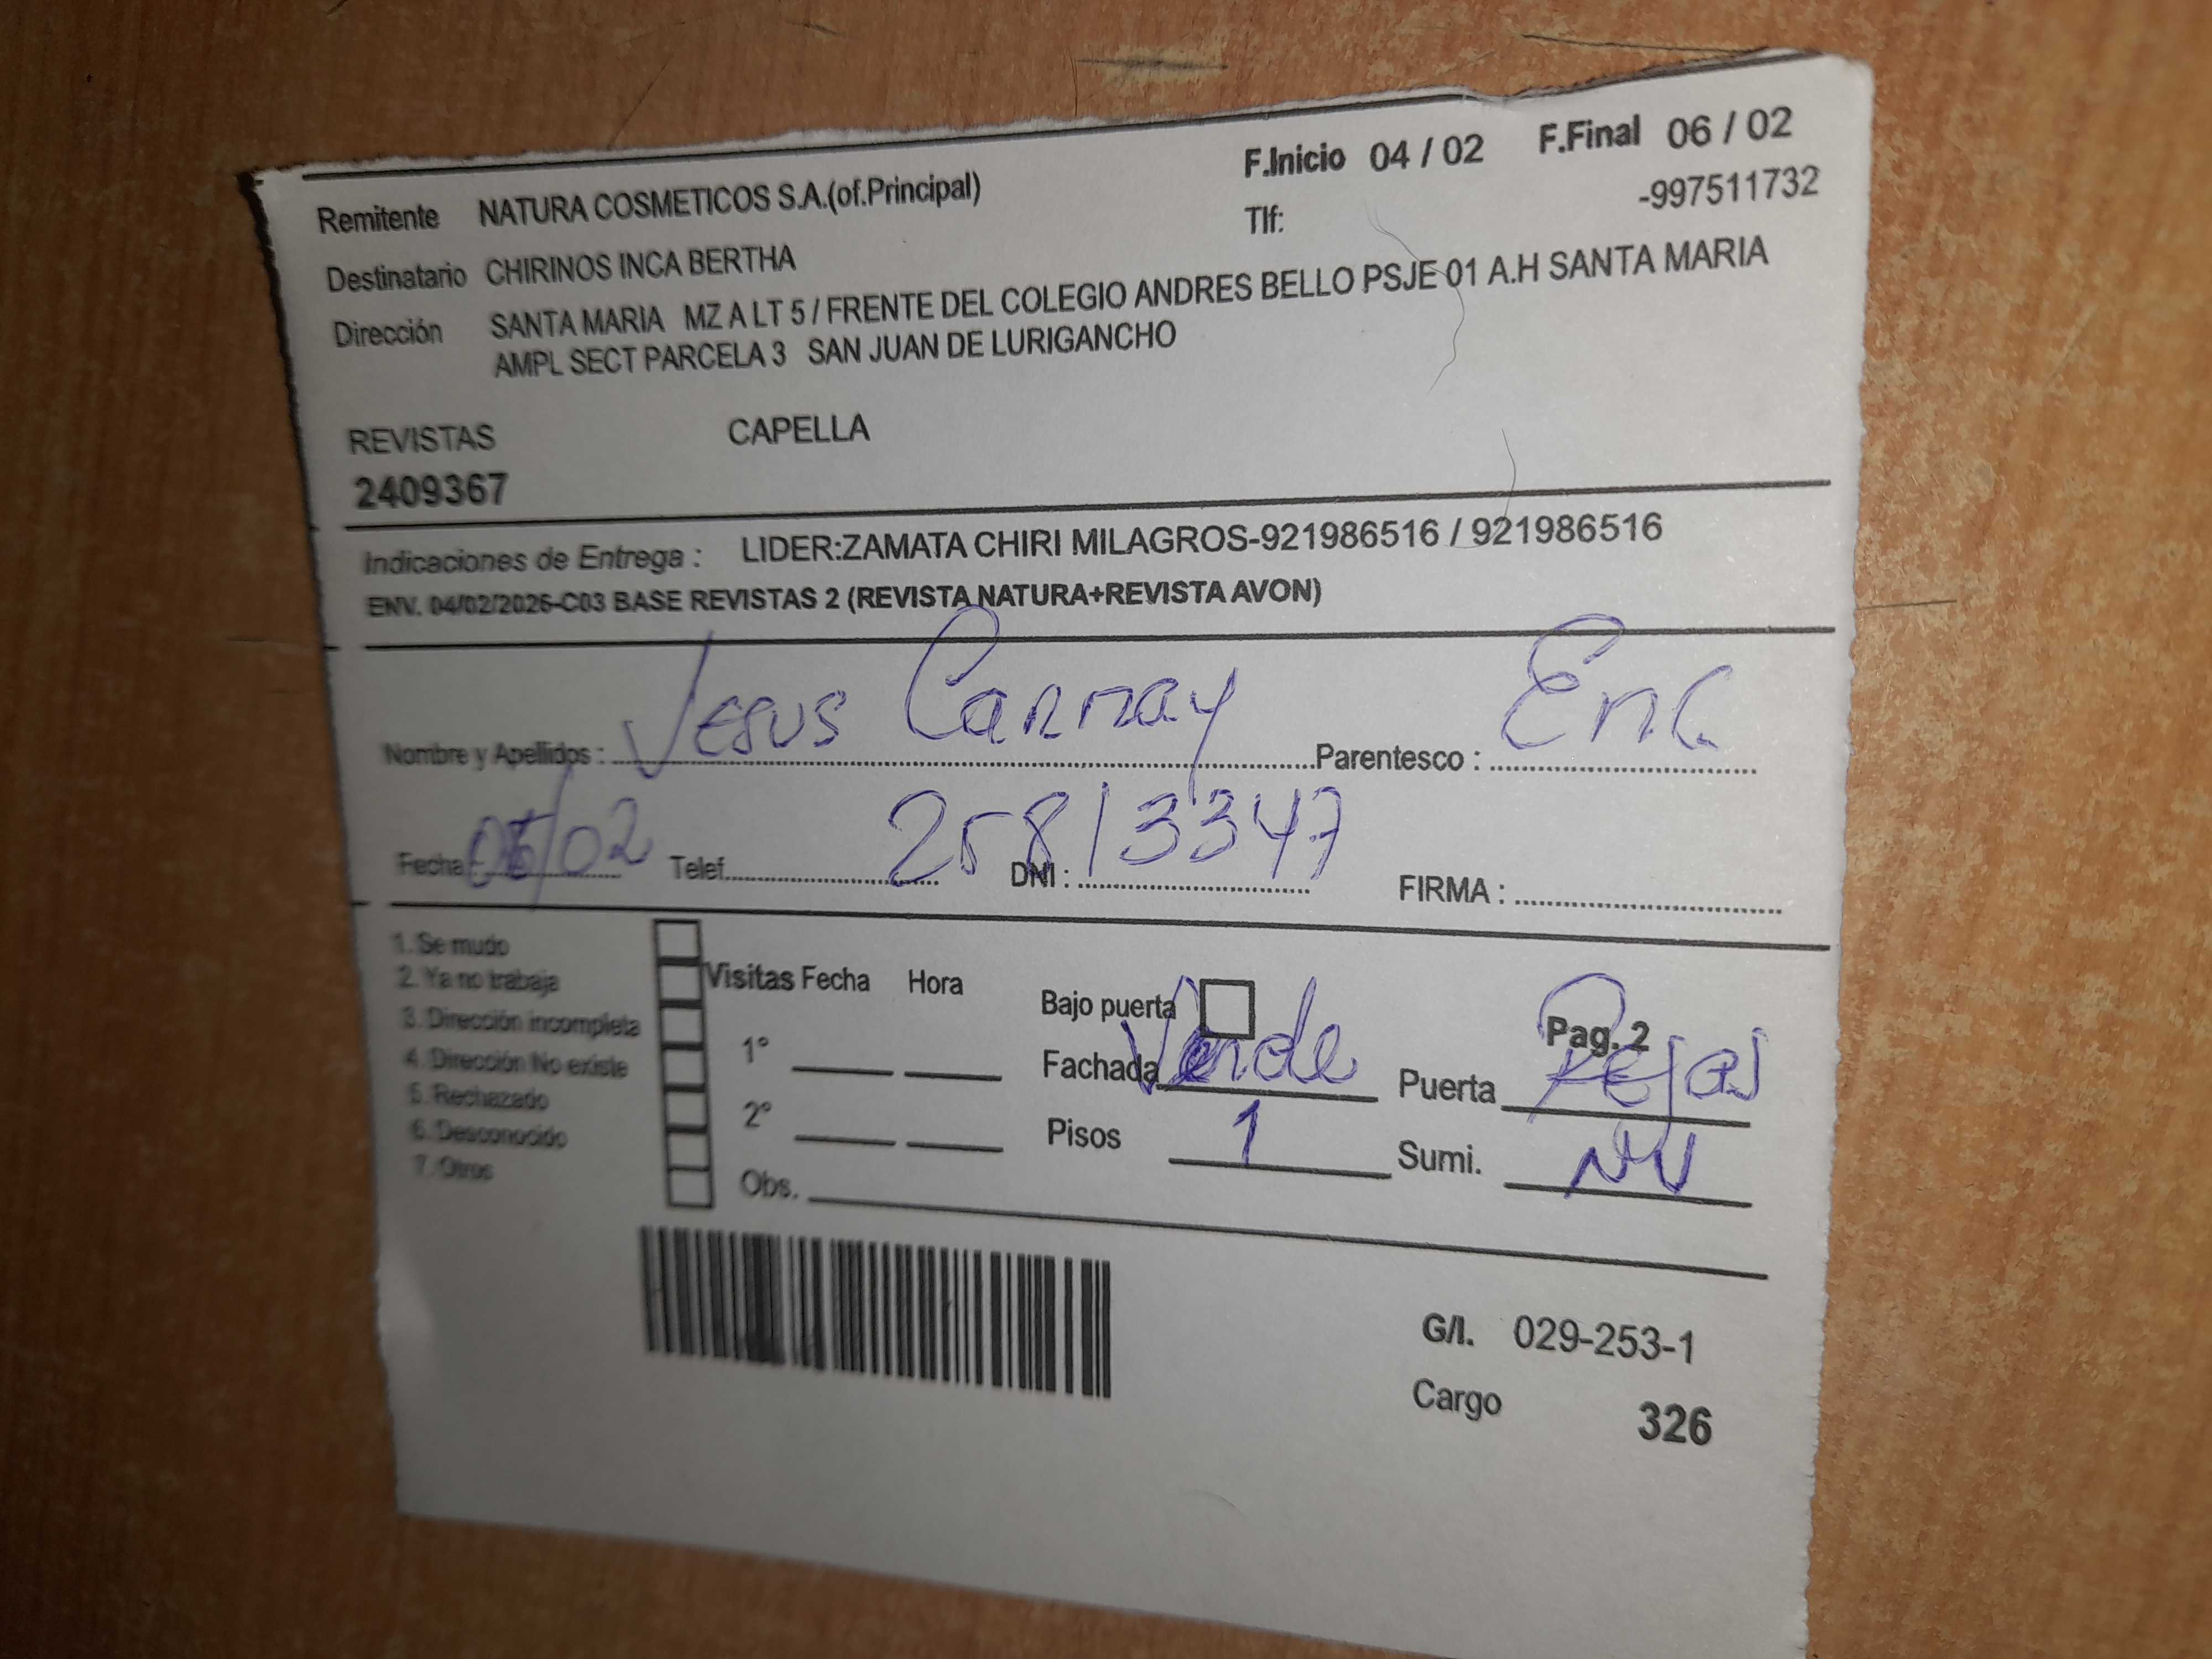 F.Inicio 04 / 02 F.Final 06 / 02
Remitente NATURA COSMETICOS S.A.(of.Principal) Tlf: -997511732
Destinatario CHIRINOS INCA BERTHA
Dirección SANTA MARIA MZ A LT 5 / FRENTE DEL COLEGIO ANDRES BELLO PSJE 01 A.H SANTA MARIA
AMPL SECT PARCELA 3 SAN JUAN DE LURIGANCHO
REVISTAS CAPELLA
2409367
Indicaciones de Entrega : LIDER:ZAMATA CHIRI MILAGROS-921986516 / 921986516
ENV. 04/02/2026-C03 BASE REVISTAS 2 (REVISTA NATURA+REVISTA AVON)
Nombre y Apellidos : Jesus Parentesco : Enc
Fecha : /02 Telef. DNI : 25813347 FIRMA :
1. Se mudo
2. Ya no trabaja
3. Dirección incompleta
4. Dirección No existe
5. Rechazado
6. Desconocido
7. Otros
Visitas Fecha Hora
1°
2°
Obs.
Bajo puerta Pag. 2
Fachada Verde Puerta Rejas
Pisos 1 Sumi. NV
G/I. 029-253-1
Cargo 326